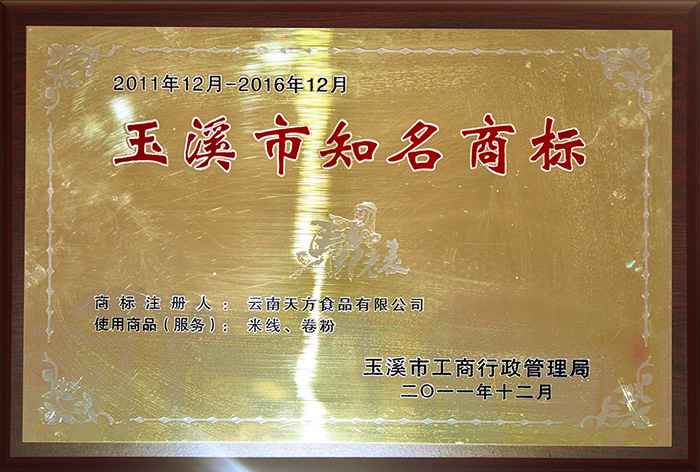 2011年12月-2016年12月
玉溪市知名商标
商标注册人：云南天方食品有限公司
使用商品（服务）：米线、卷粉
玉溪市工商行政管理局
二〇一一年十二月